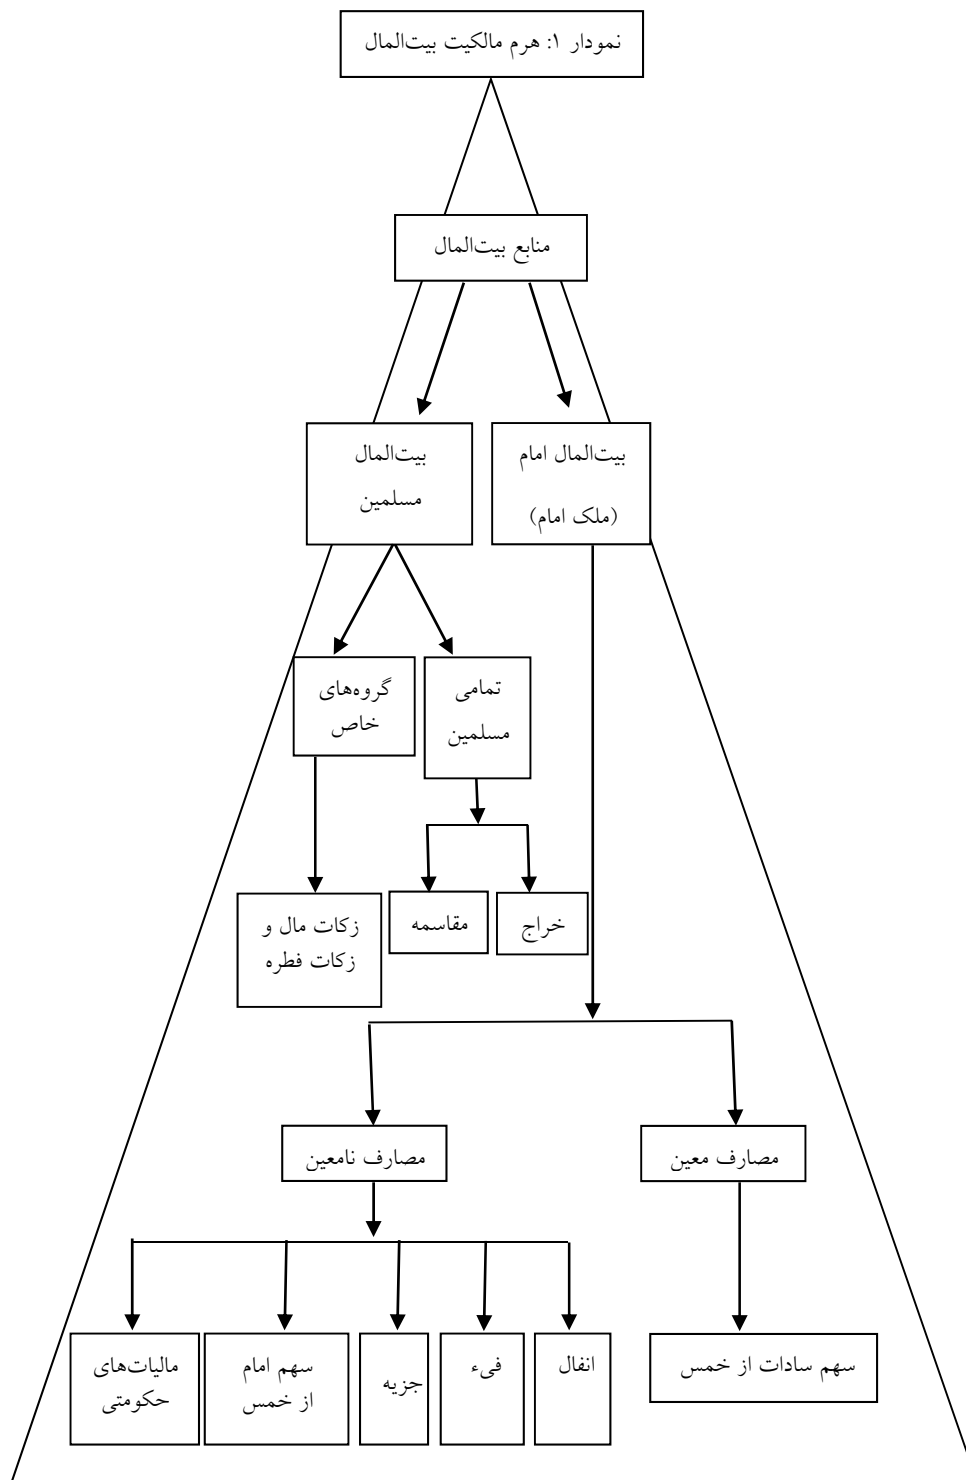 نمودار ۱: هرم مالکیت بیت‌المال
منابع بیت‌المال
بیت‌المال امام
(ملک امام)
بیت‌المال
مسلمین
تمامی
مسلمین
گروه‌های
خاص
خراج
مقاسمه
زکات مال و
زکات فطره
مصارف معین
مصارف نامعین
سهم سادات از خمس
انفال
فیء
جزیه
سهم امام
از خمس
مالیات‌های
حکومتی